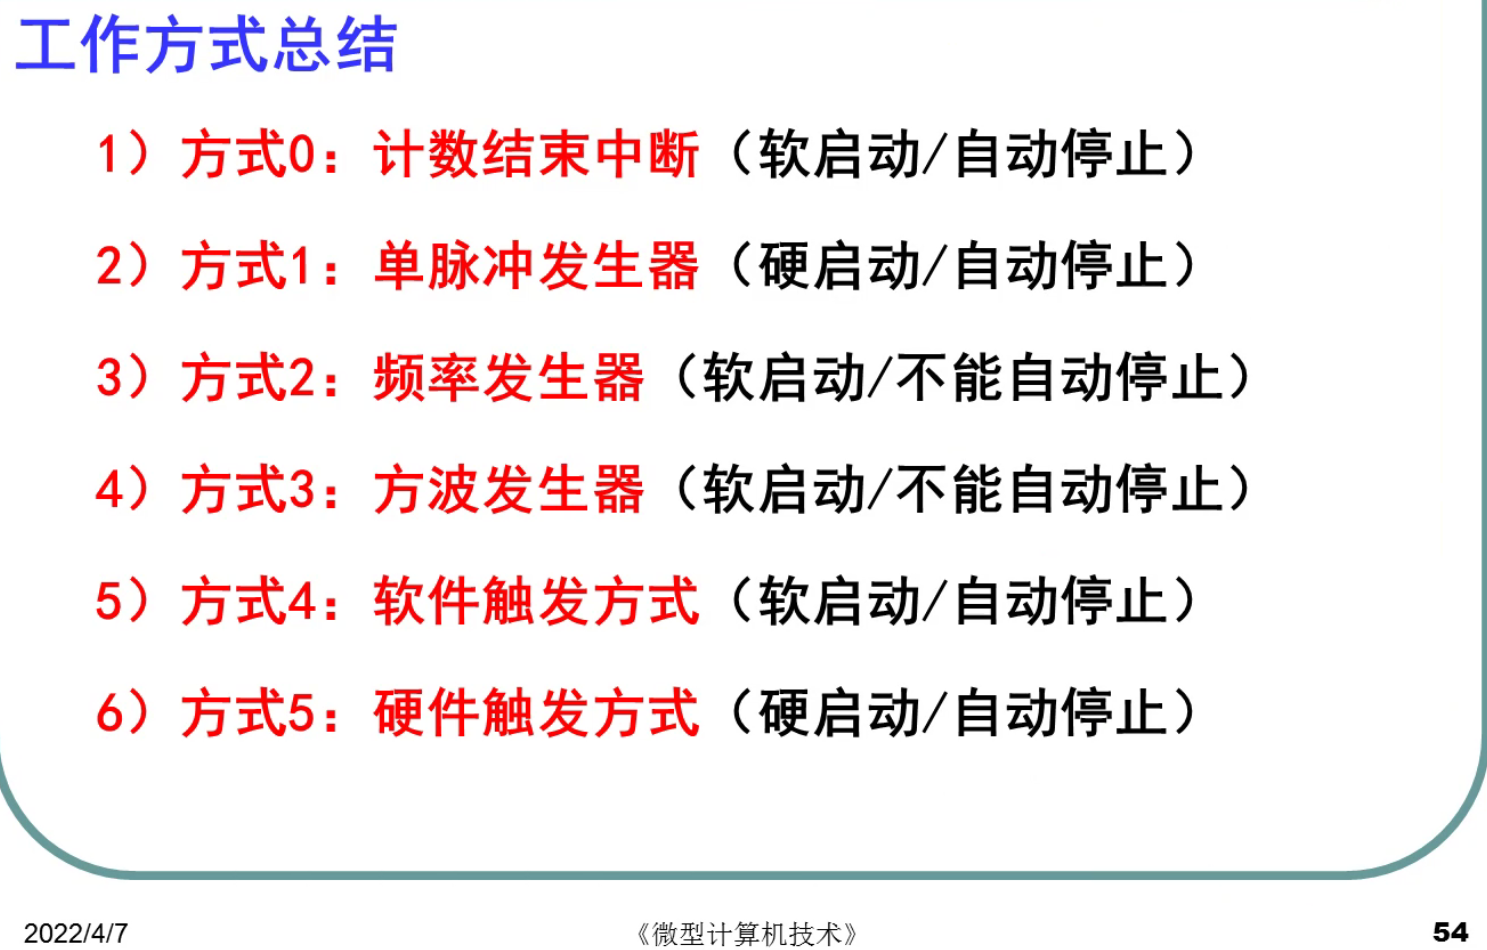 工作方式总结
1）方式0：计数结束中断（软启动/自动停止）
2）方式1：单脉冲发生器（硬启动/自动停止）
3）方式2：频率发生器（软启动/不能自动停止）
4）方式3：方波发生器（软启动/不能自动停止）
5）方式4：软件触发方式（软启动/自动停止）
6）方式5：硬件触发方式（硬启动/自动停止）
2022/4/7
《微型计算机技术》
54